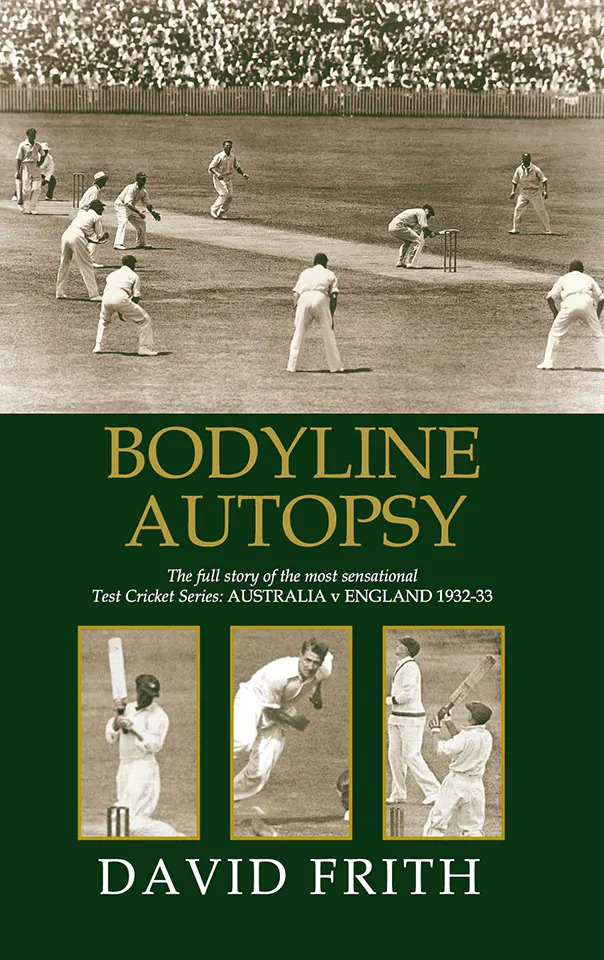 BODYLINE
AUTOPSY
The full story of the most sensational
Test Cricket Series: AUSTRALIA v ENGLAND 1932-33
DAVID FRITH